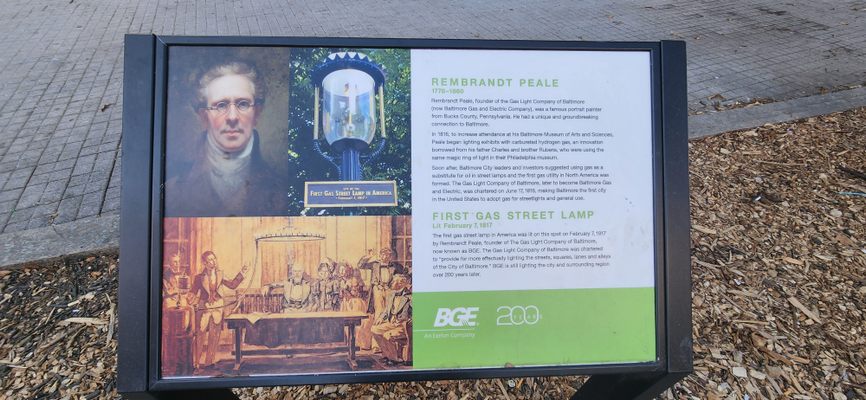 SITE OF THE
FIRST GAS STREET LAMP IN AMERICA
"FEBRUARY 7, 1817"
REMBRANDT PEALE
1778–1860
Rembrandt Peale, founder of the Gas Light Company of Baltimore
(now Baltimore Gas and Electric Company), was a famous portrait painter
from Bucks County, Pennsylvania. He had a unique and groundbreaking
connection to Baltimore.
In 1816, to increase attendance at his Baltimore Museum of Arts and Sciences,
Peale began lighting exhibits with carbureted hydrogen gas, an innovation
borrowed from his father Charles and brother Rubens, who were using the
same magic ring of light in their Philadelphia museum.
Soon after, Baltimore City leaders and investors suggested using gas as a
substitute for oil in street lamps and the first gas utility in North America was
formed. The Gas Light Company of Baltimore, later to become Baltimore Gas
and Electric, was chartered on June 17, 1816, making Baltimore the first city
in the United States to adopt gas for streetlights and general use.
FIRST GAS STREET LAMP
Lit February 7, 1817
The first gas street lamp in America was lit on this spot on February 7, 1817
by Rembrandt Peale, founder of The Gas Light Company of Baltimore,
now known as BGE. The Gas Light Company of Baltimore was chartered
to "provide for more effectually lighting the streets, squares, lanes and alleys
of the City of Baltimore." BGE is still lighting the city and surrounding region
over 200 years later.
BGE
An Exelon Company
200
YEARS